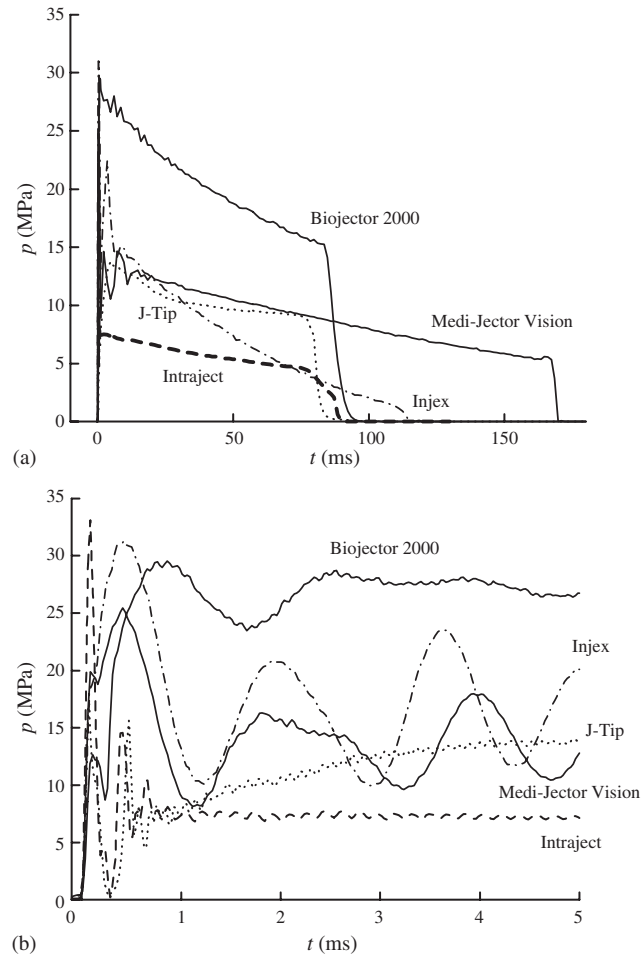 35
30
25
20
15
10
5
0
p (MPa)
Biojector 2000
J-Tip
Medi-Jector Vision
Intraject
Injex
0
50
100
150
(a)
t (ms)
35
30
25
20
15
10
5
0
p (MPa)
Biojector 2000
Injex
J-Tip
Medi-Jector Vision
Intraject
0
1
2
3
4
5
(b)
t (ms)